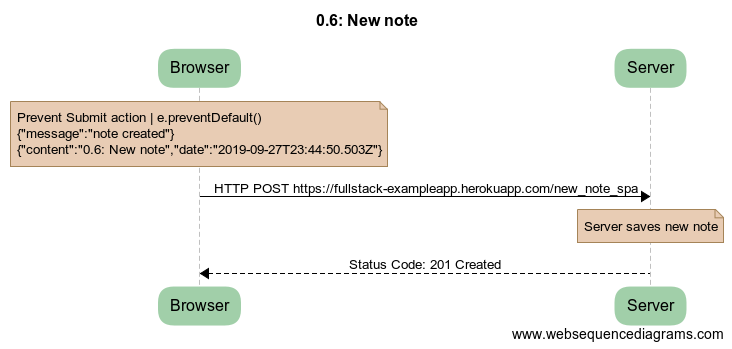 0.6: New note
Browser
Server
Prevent Submit action | e.preventDefault()
{"message":"note created"}
{"content":"0.6: New note","date":"2019-09-27T23:44:50.503Z"}
HTTP POST https://fullstack-exampleapp.herokuapp.com/new_note_spa
Server saves new note
Status Code: 201 Created
Browser
Server
www.websequencediagrams.com